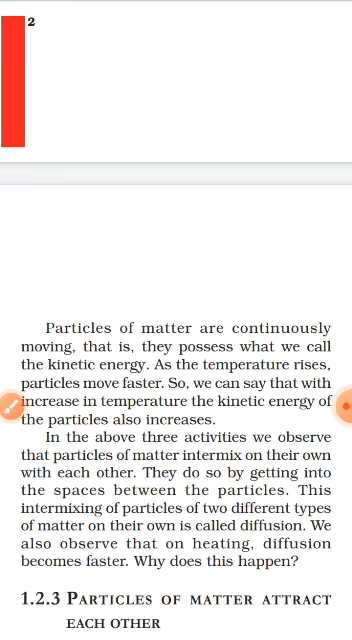 2
Particles of matter are continuously
moving, that is, they possess what we call
the kinetic energy. As the temperature rises,
particles move faster. So, we can say that with
increase in temperature the kinetic energy of
the particles also increases.
In the above three activities we observe
that particles of matter intermix on their own
with each other. They do so by getting into
the spaces between the particles. This
intermixing of particles of two different types
of matter on their own is called diffusion. We
also observe that on heating, diffusion
becomes faster. Why does this happen?
1.2.3 PARTICLES OF MATTER ATTRACT
EACH OTHER